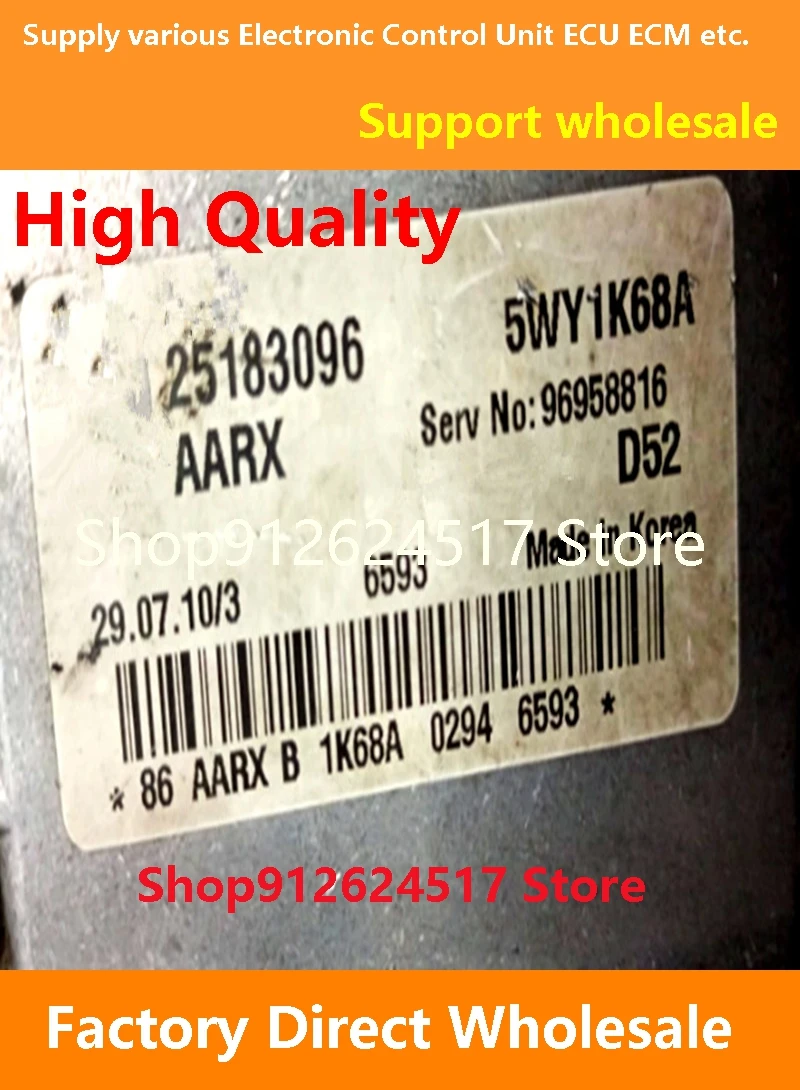 Supply various Electronic Control Unit ECU ECM etc.
Support wholesale
High Quality
25183096
5WY1K68A
AARX
Serv No:96958816
D52
Shop912624517 Store
Made in Korea
29.07.10/3
6593
* 86 AARX B 1K68A 0294 6593 *
Shop912624517 Store
Factory Direct Wholesale